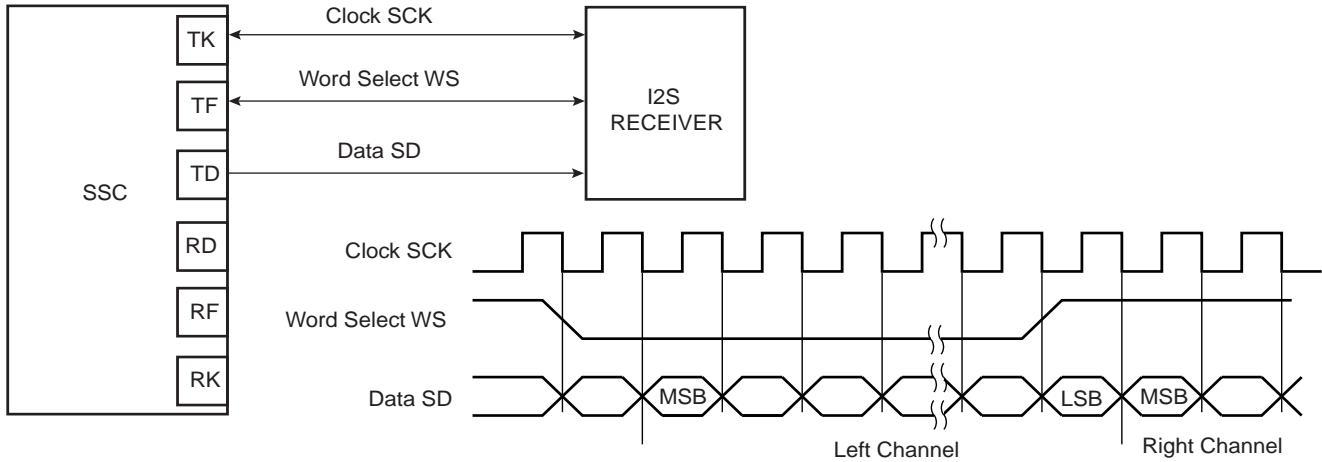 SSC
TK
TF
TD
RD
RF
RK
Clock SCK
Word Select WS
Data SD
I2S
RECEIVER
Clock SCK
Word Select WS
Data SD
MSB
LSB
MSB
Left Channel
Right Channel